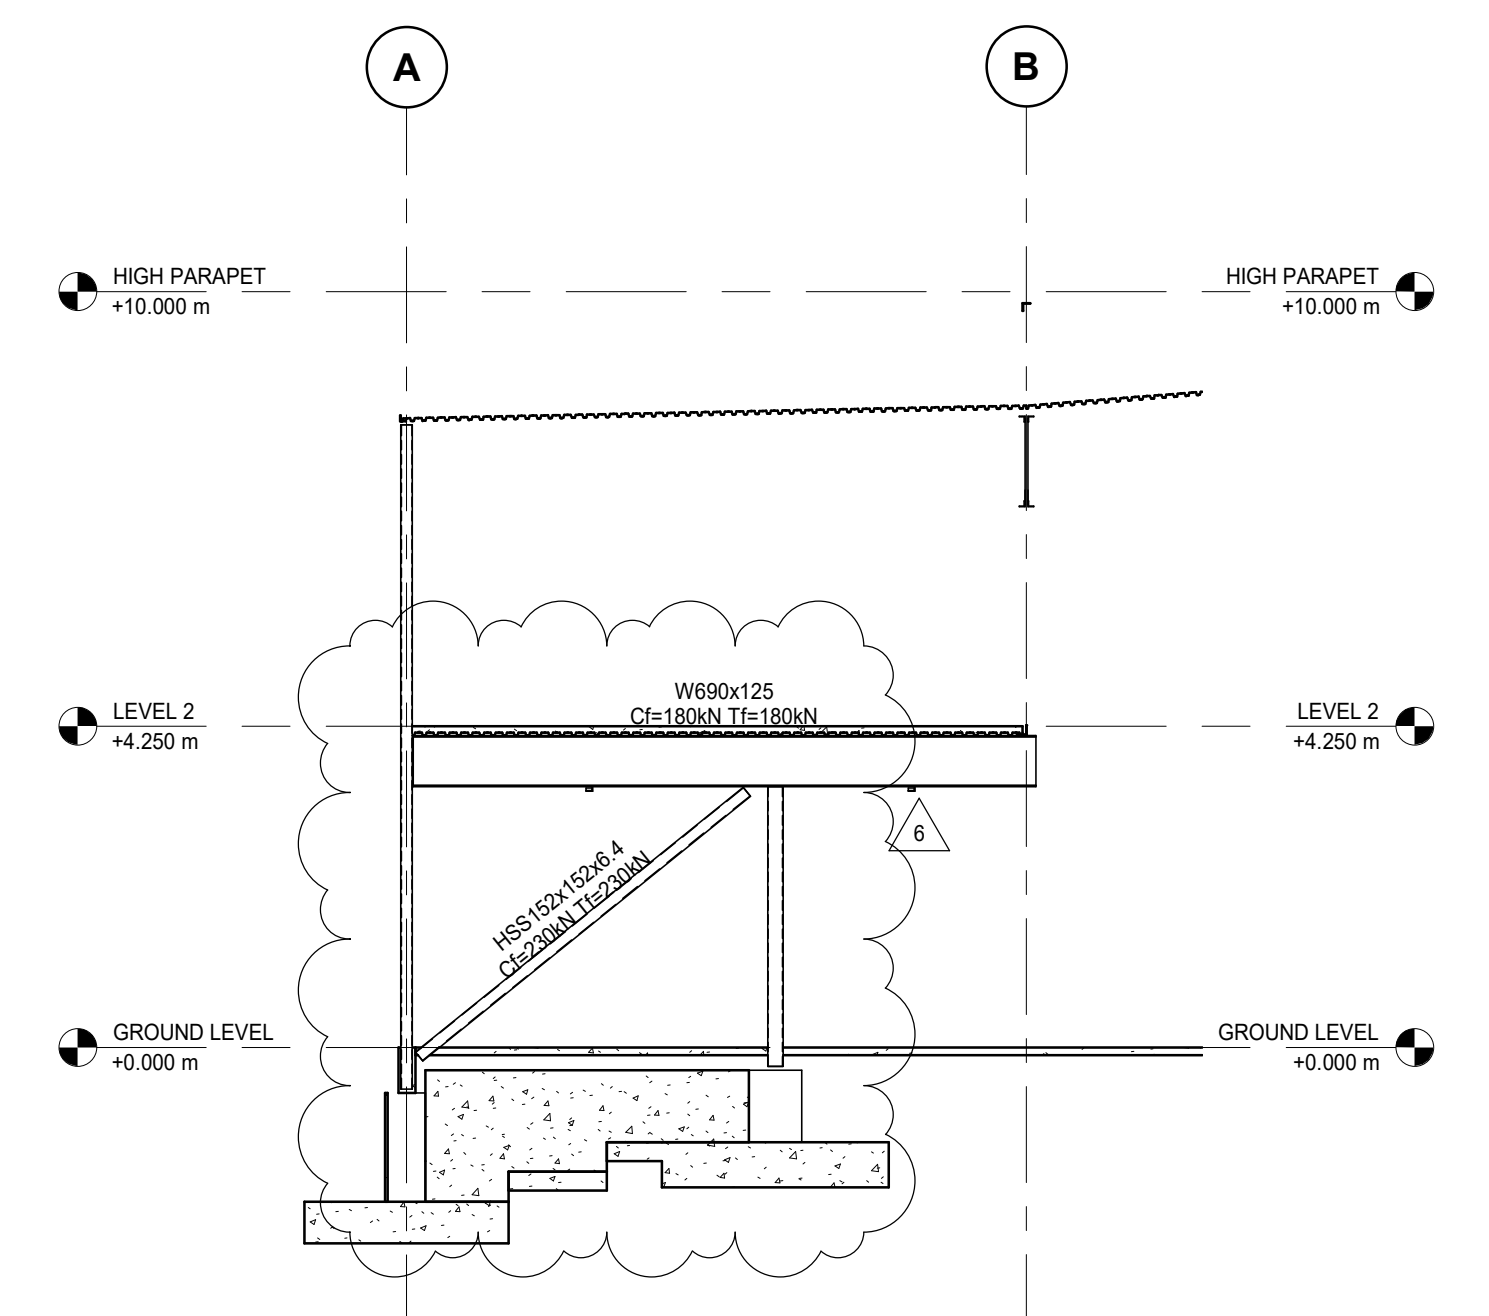 A
B
HIGH PARAPET
+10.000 m
HIGH PARAPET
+10.000 m
W690x125
Cf=180kN Tf=180kN
LEVEL 2
+4.250 m
LEVEL 2
+4.250 m
6
HSS152x152x6.4
Cf=230kN Tf=230kN
GROUND LEVEL
+0.000 m
GROUND LEVEL
+0.000 m